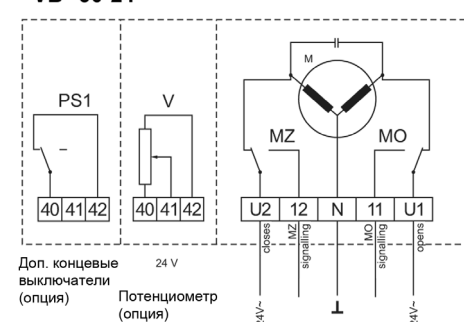 M
PS1
V
MZ
MO
40 41 42
40 41 42
U2 12 N 11 U1
closes
MZ
signalling
MO
signalling
opens
24V~
24V~
Доп. концевые
выключатели
(опция)
24 V
Потенциометр
(опция)